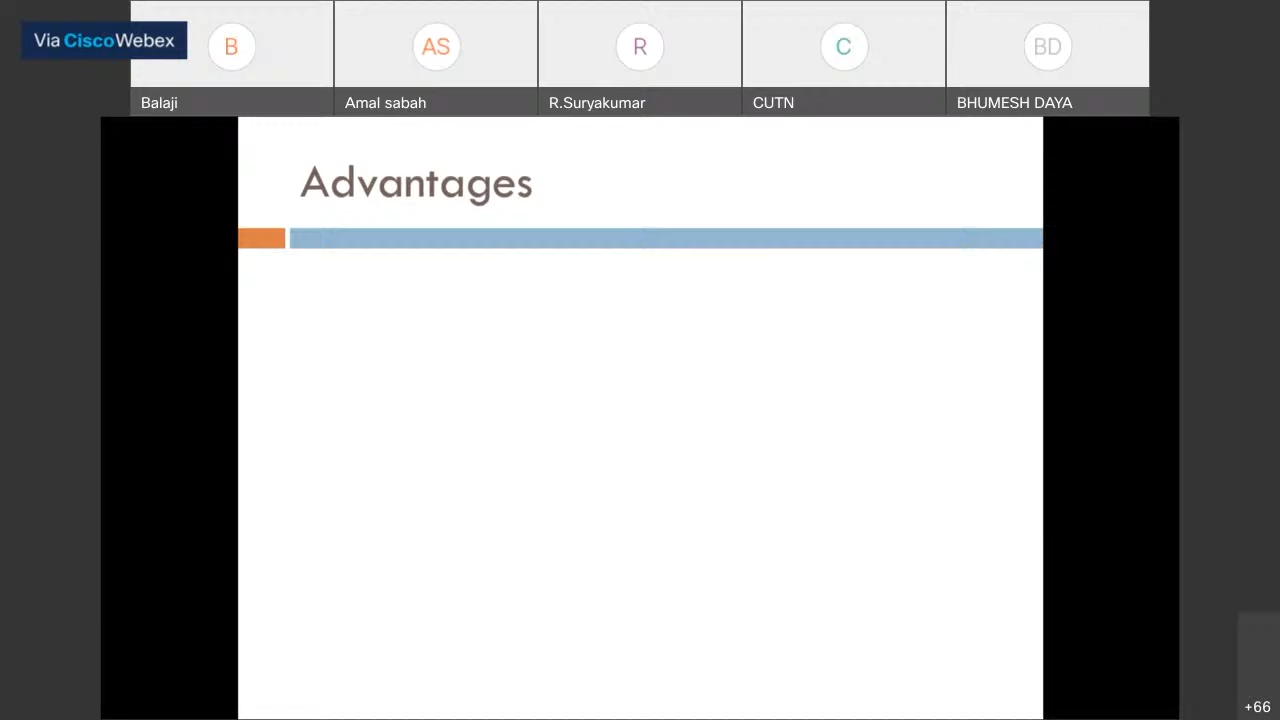 Via CiscoWebex
B
AS
R
C
BD
Balaji
Amal sabah
R.Suryakumar
CUTN
BHUMESH DAYA
Advantages
+66